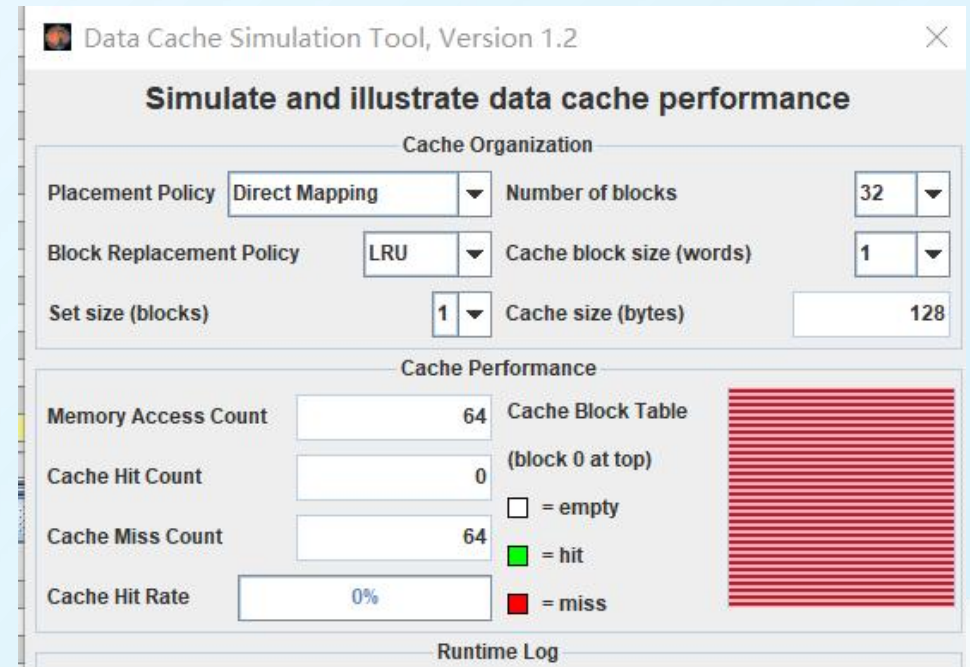 Data Cache Simulation Tool, Version 1.2
Simulate and illustrate data cache performance
Cache Organization
Placement Policy Direct Mapping Number of blocks 32
Block Replacement Policy LRU Cache block size (words) 1
Set size (blocks) 1 Cache size (bytes) 128
Cache Performance
Memory Access Count 64 Cache Block Table
(block 0 at top)
Cache Hit Count 0
= empty
Cache Miss Count 64
= hit
Cache Hit Rate 0%
= miss
Runtime Log